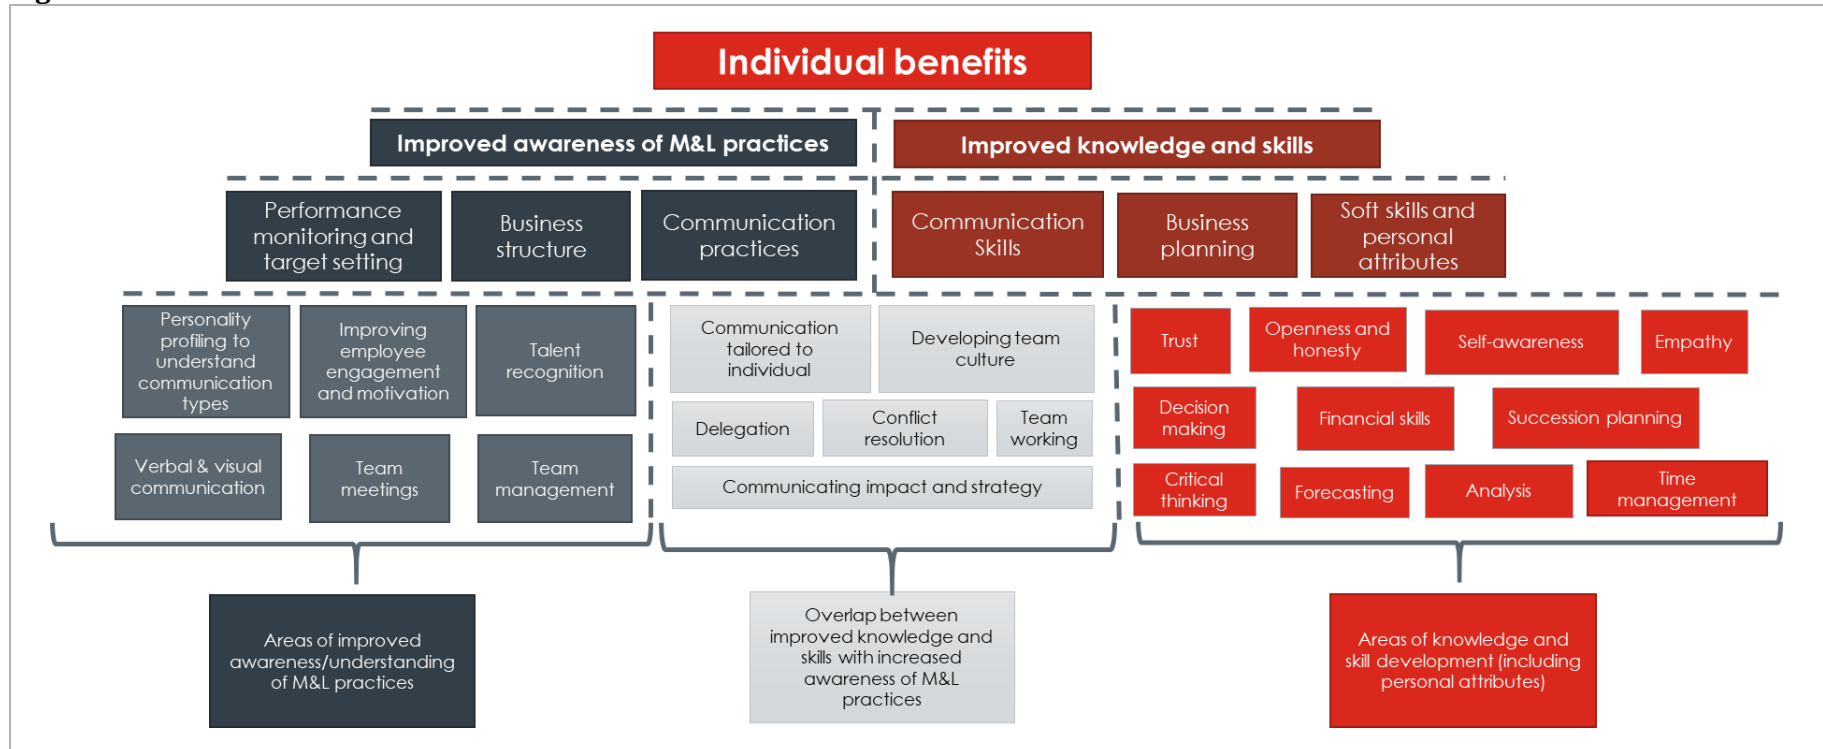 Individual benefits
Improved awareness of M&L practices
Improved knowledge and skills
Performance
monitoring and
target setting
Business
structure
Communication
practices
Communication
Skills
Business
planning
Soft skills and
personal
attributes
Personality
profiling to
understand
communication
types
Improving
employee
engagement
and motivation
Talent
recognition
Communication
tailored to
individual
Developing team
culture
Trust
Openness and
honesty
Self-awareness
Empathy
Delegation
Conflict
resolution
Team
working
Decision
making
Financial skills
Succession planning
Verbal & visual
communication
Team
meetings
Team
management
Communicating impact and strategy
Critical
thinking
Forecasting
Analysis
Time
management
Areas of improved
awareness/understanding
of M&L practices
Overlap between
improved knowledge and
skills with increased
awareness of M&L
practices
Areas of knowledge and
skill development (including
personal attributes)